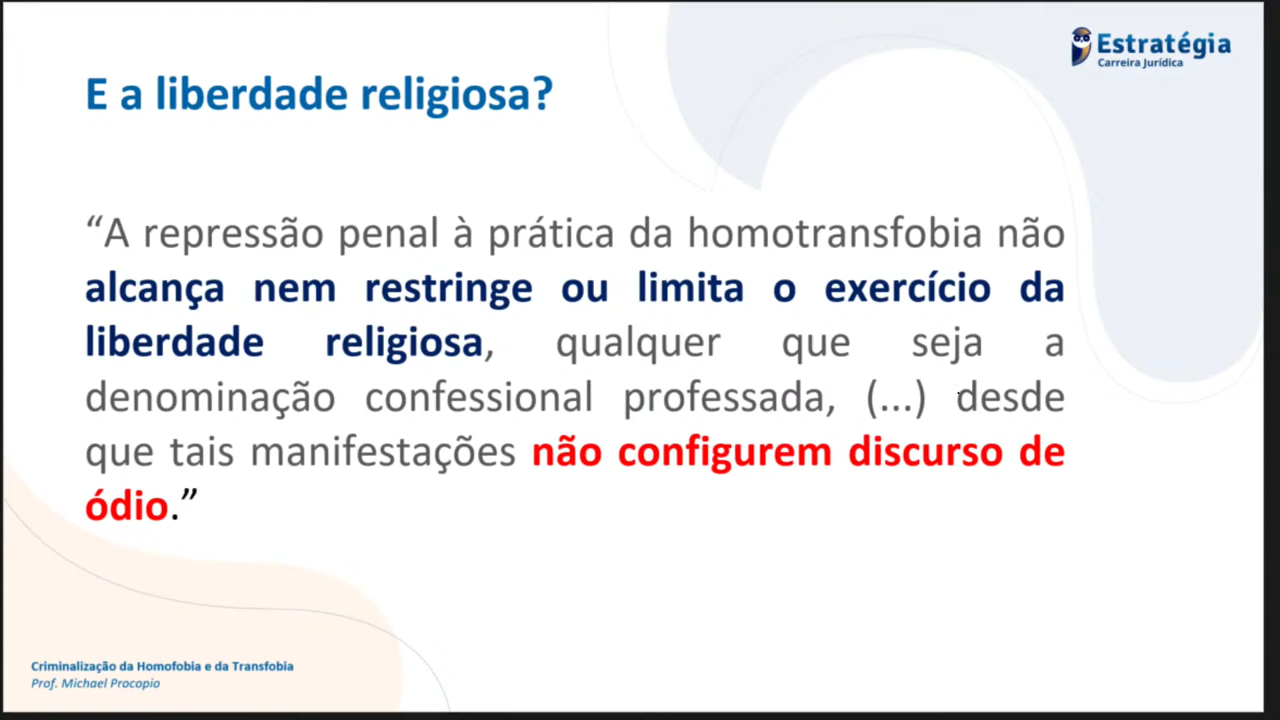 Estratégia
Carreira Jurídica
E a liberdade religiosa?
“A repressão penal à prática da homotransfobia não
alcança nem restringe ou limita o exercício da
liberdade religiosa, qualquer que seja a
denominação confessional professada, (...) desde
que tais manifestações não configurem discurso de
ódio.”
Criminalização da Homofobia e da Transfobia
Prof. Michael Procopio